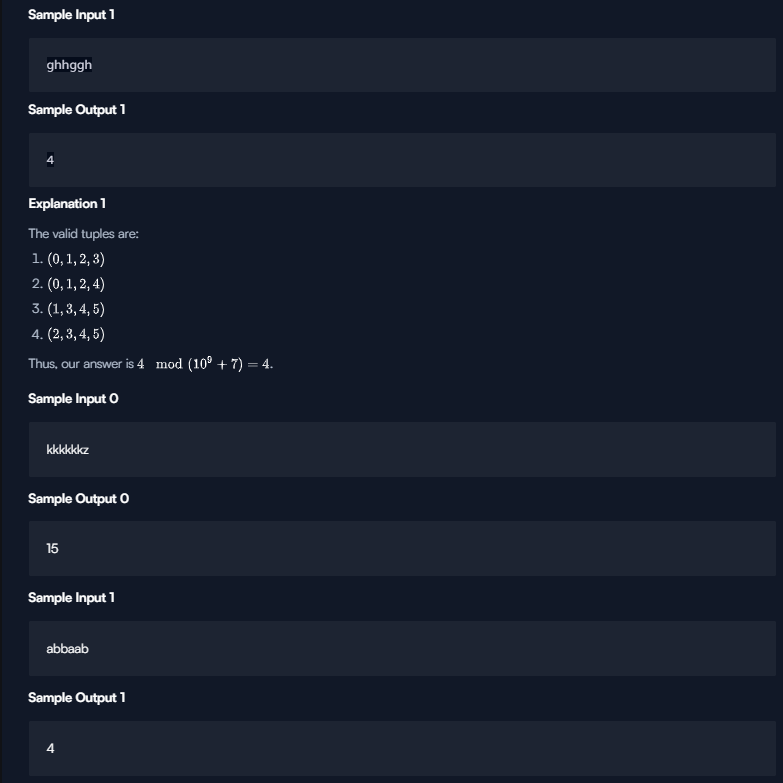 Sample Input 1
ghhggh
Sample Output 1
4
Explanation 1
The valid tuples are:
1. (0, 1, 2, 3)
2. (0, 1, 2, 4)
3. (1, 3, 4, 5)
4. (2, 3, 4, 5)
Thus, our answer is 4 mod (10⁹ + 7) = 4.
Sample Input 0
kkkkkkz
Sample Output 0
15
Sample Input 1
abbaab
Sample Output 1
4